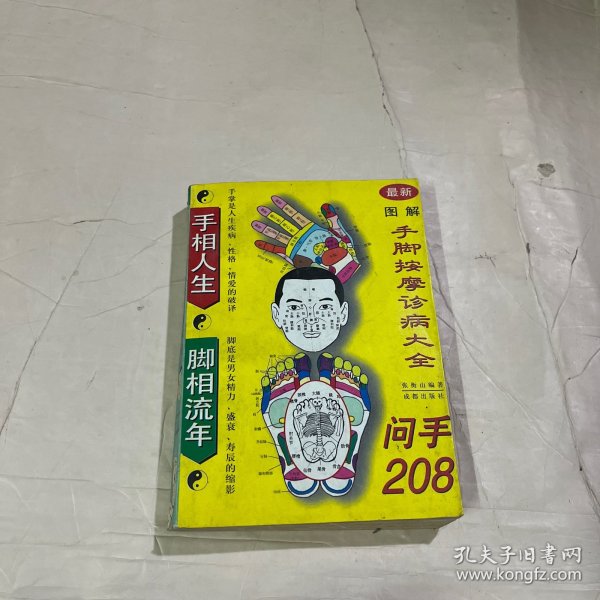 最新
图解
手脚按摩诊病大全
张衡山编著
成都出版社
问手
208
手相人生
手掌是人生疾病、性格、情爱的破译
脚相流年
脚底是男女精力、盛衰、寿辰的缩影
孔夫子旧书网
www.kongfz.com